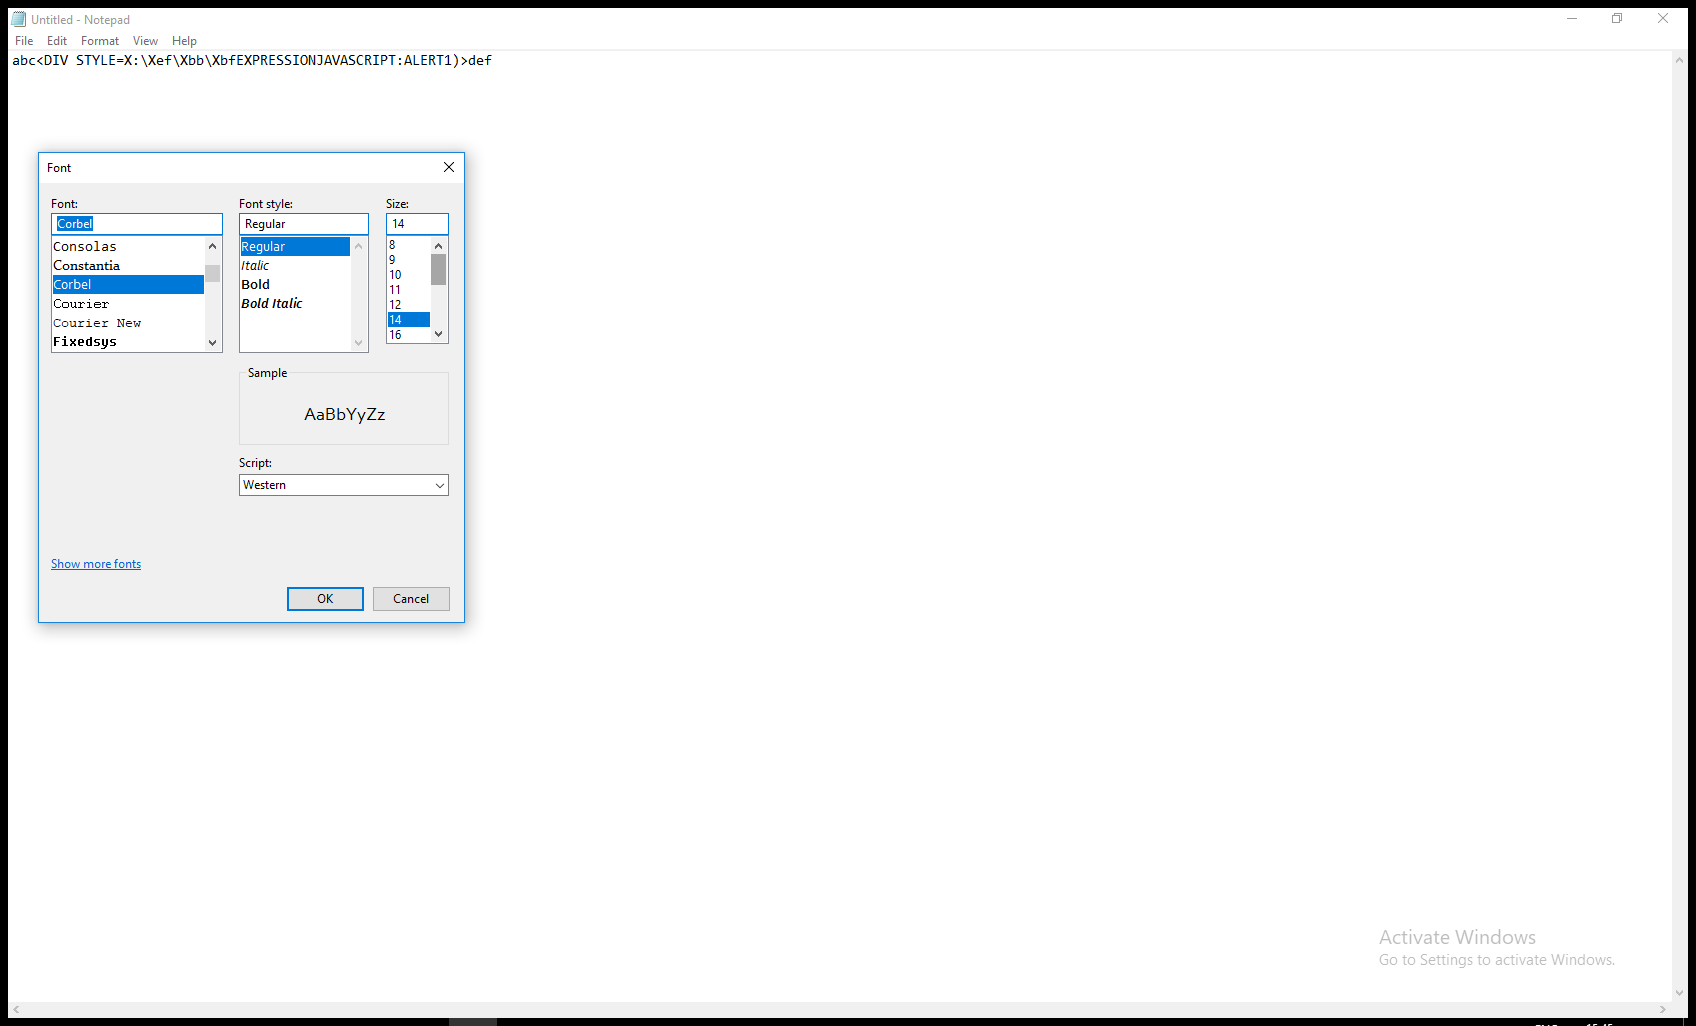 Untitled - Notepad
File Edit Format View Help
abc<DIV STYLE=X:\Xef\Xbb\XbfEXPRESSIONJAVASCRIPT:ALERT1)>def
Font
Font: Font style: Size:
Corbel Regular 14
Consolas
Constantia
Corbel
Courier
Courier New
Fixedsys
Regular
Italic
Bold
Bold Italic
8
9
10
11
12
14
16
Sample
AaBbYyZz
Script:
Western
Show more fonts
OK Cancel
Activate Windows
Go to Settings to activate Windows.